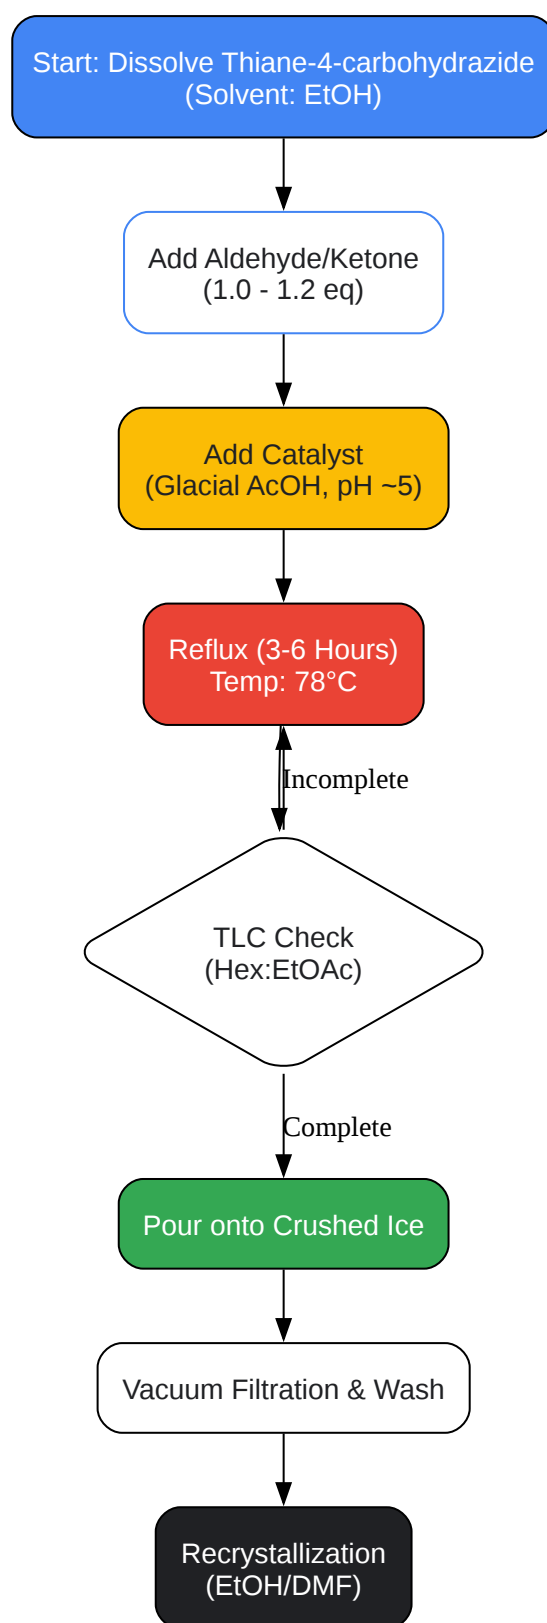 Start: Dissolve Thiane-4-carbohydrazide
(Solvent: EtOH)
Add Aldehyde/Ketone
(1.0 - 1.2 eq)
Add Catalyst
(Glacial AcOH, pH ~5)
Reflux (3-6 Hours)
Temp: 78°C
Incomplete
TLC Check
(Hex:EtOAc)
Complete
Pour onto Crushed Ice
Vacuum Filtration & Wash
Recrystallization
(EtOH/DMF)